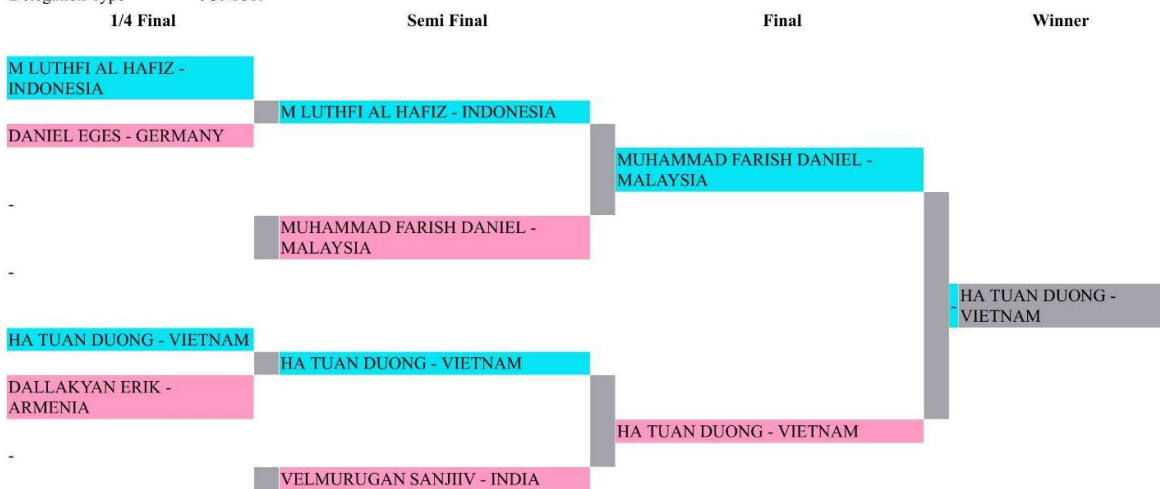 1/4 Final
Semi Final
Final
Winner
M LUTHFI AL HAFIZ -
INDONESIA
M LUTHFI AL HAFIZ - INDONESIA
DANIEL EGES - GERMANY
MUHAMMAD FARISH DANIEL -
MALAYSIA
-
MUHAMMAD FARISH DANIEL -
MALAYSIA
-
-
HA TUAN DUONG -
VIETNAM
HA TUAN DUONG - VIETNAM
HA TUAN DUONG - VIETNAM
DALLAKYAN ERIK -
ARMENIA
HA TUAN DUONG - VIETNAM
-
VELMURUGAN SANJIIV - INDIA